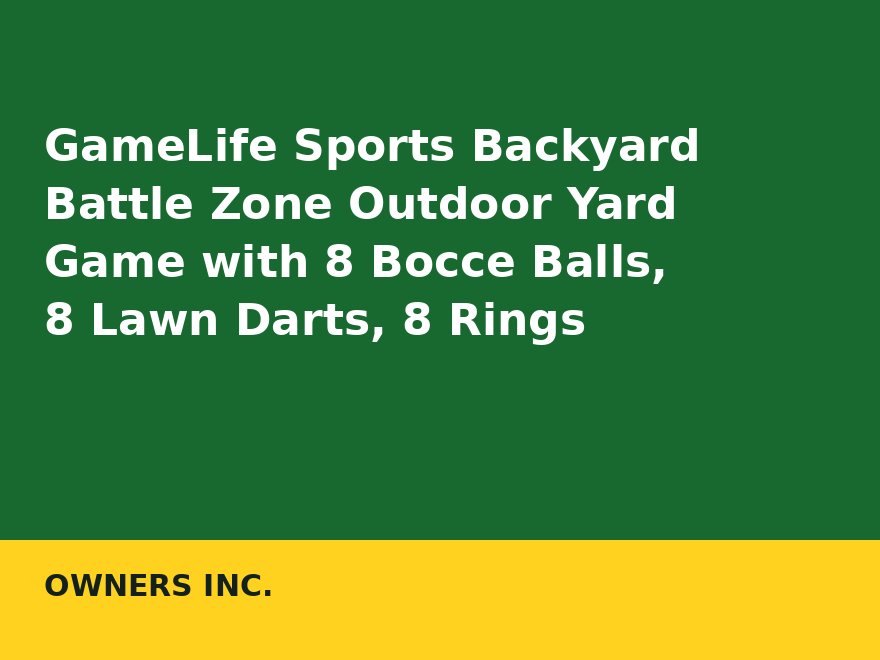 GameLife Sports Backyard
Battle Zone Outdoor Yard
Game with 8 Bocce Balls,
8 Lawn Darts, 8 Rings
OWNERS INC.